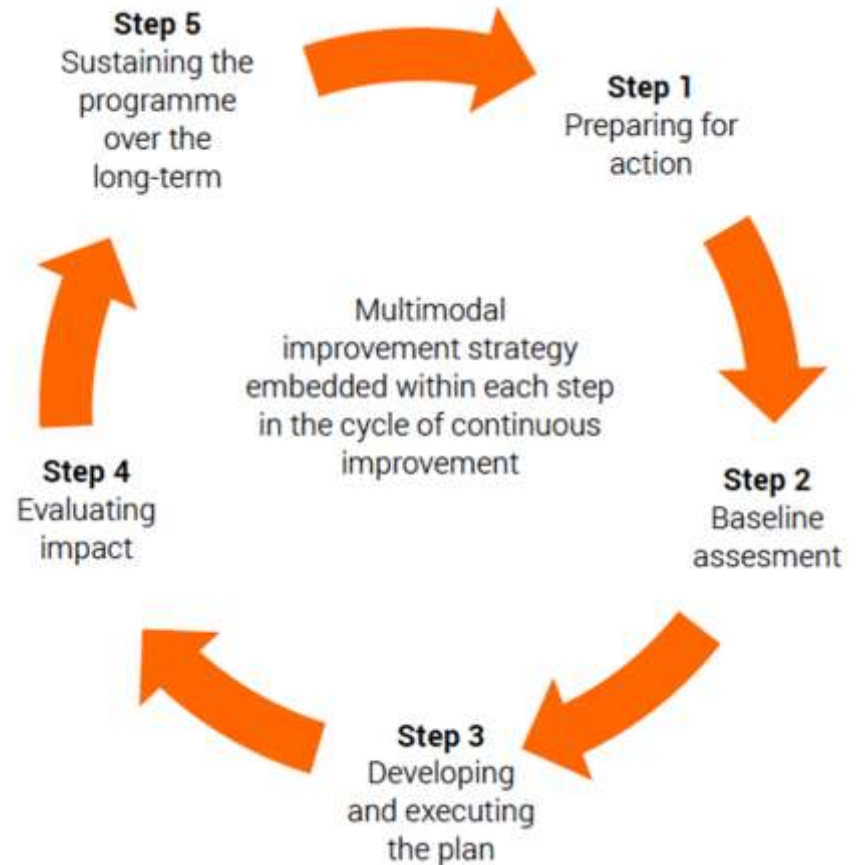 Step 5
Sustaining the
programme
over the
long-term
Step 1
Preparing for
action
Multimodal
improvement strategy
embedded within each step
in the cycle of continuous
improvement
Step 4
Evaluating
impact
Step 2
Baseline
assesment
Step 3
Developing
and executing
the plan